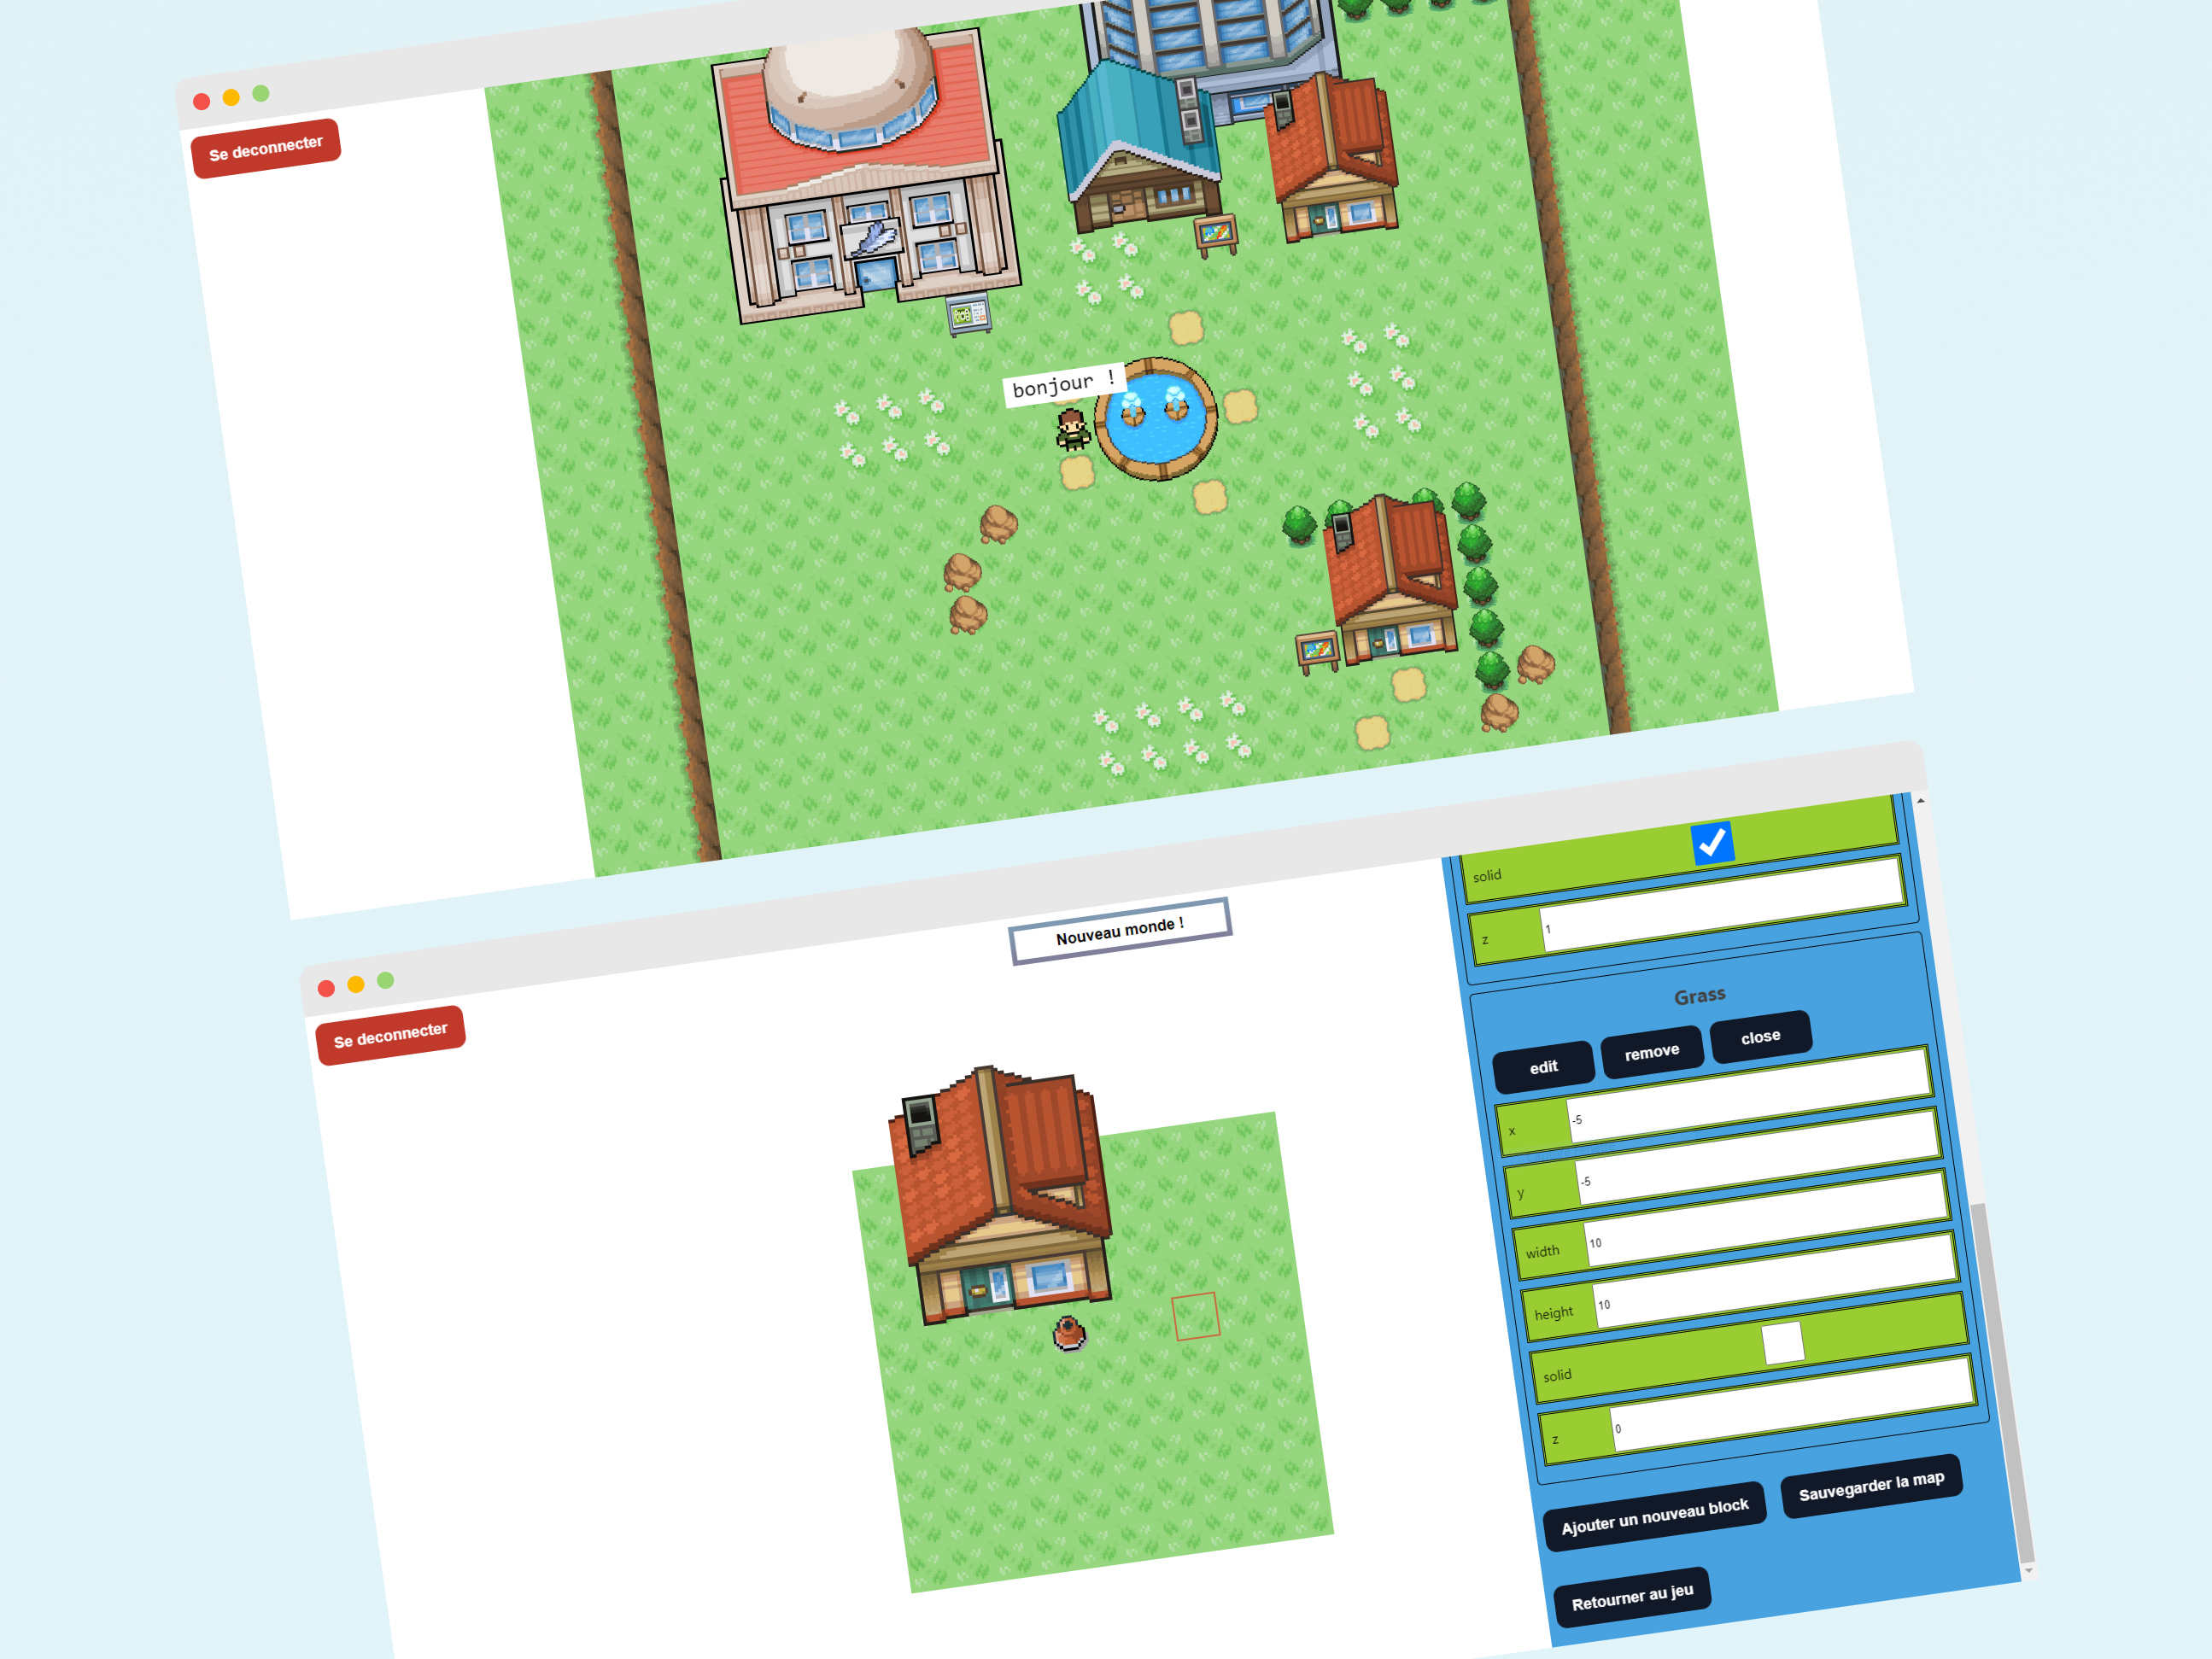 Se deconnecter
bonjour !
Nouveau monde !
Se deconnecter
solid
z 1
Grass
edit remove close
x -5
y -5
width 10
height 10
solid
z 0
Ajouter un nouveau block Sauvegarder la map
Retourner au jeu